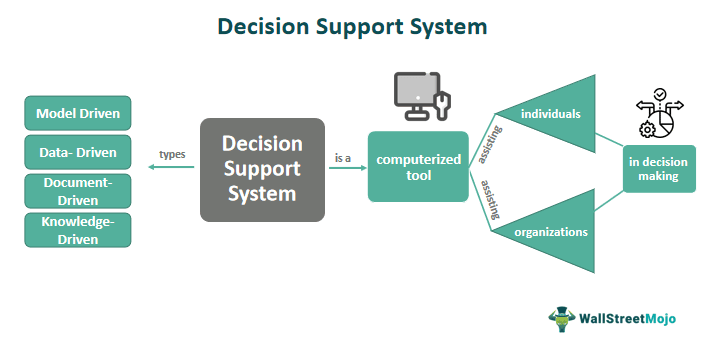 Decision Support System
Model Driven
Data- Driven
Document-
Driven
Knowledge-
Driven
types
Decision
Support
System
is a
computerized
tool
assisting
assisting
individuals
organizations
in decision
making
WallStreetMojo